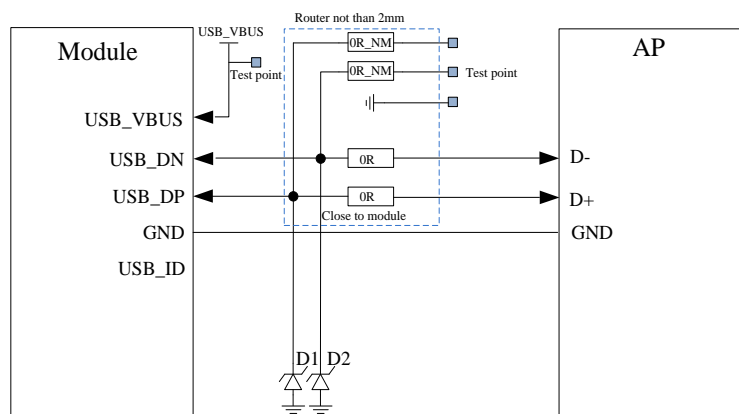 Router not than 2mm
USB_VBUS
Module
0R_NM
AP
Test point
0R_NM
Test point
USB_VBUS
USB_DN
0R
D-
USB_DP
0R
D+
Close to module
GND
GND
USB_ID
D1
D2